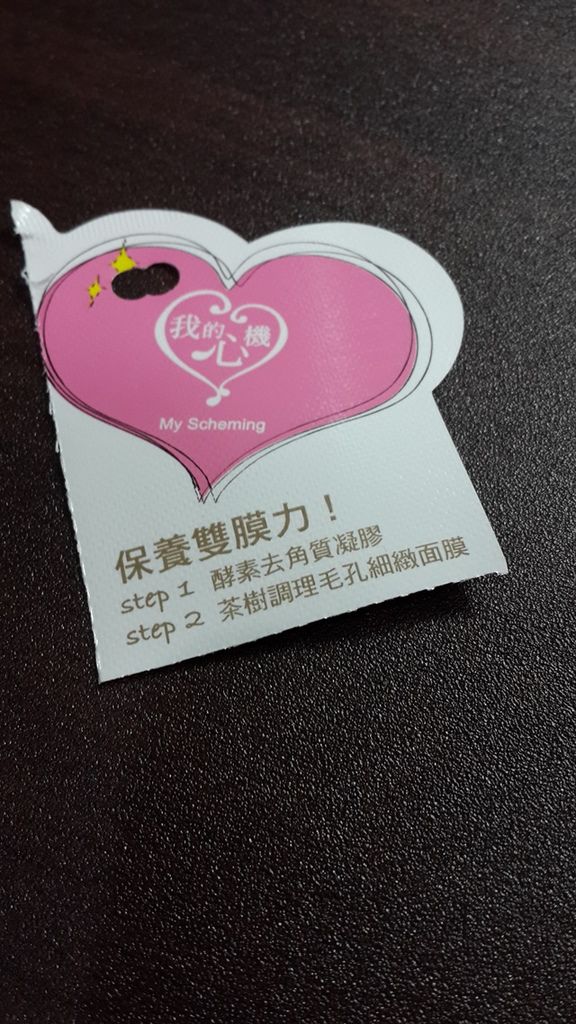 我的心機
My Scheming
保養雙膜力！
step 1 酵素去角質凝膠
step 2 茶樹調理毛孔細緻面膜